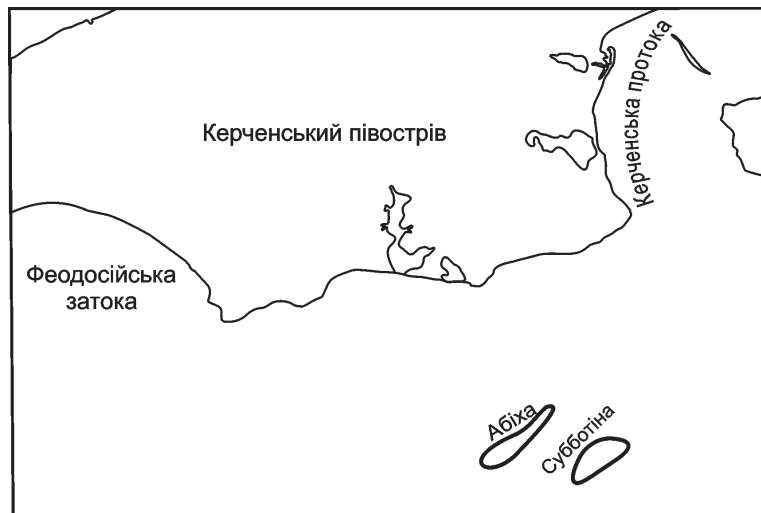 Керченська протока
Керченський півострів
Феодосійська
затока
Абіха
Субботіна